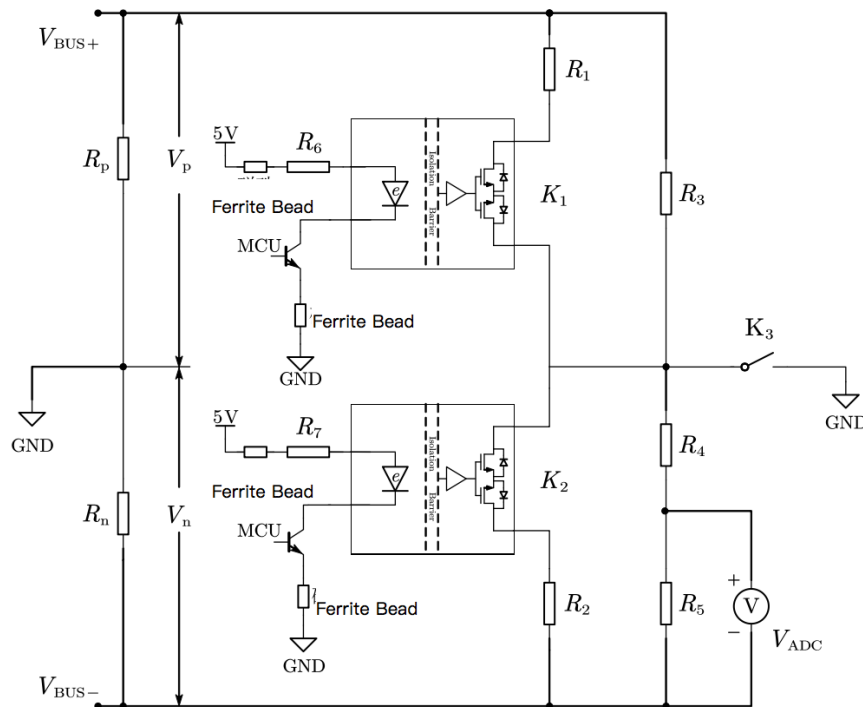 V_BUS+
R_1
5V
R_6
R_p
V_p
Isolation
Barrier
K_1
R_3
Ferrite Bead
MCU
Ferrite Bead
GND
K_3
GND
GND
5V
R_7
Isolation
Barrier
K_2
R_4
Ferrite Bead
R_n
V_n
MCU
Ferrite Bead
R_2
R_5
+
V
−
V_ADC
GND
V_BUS−
e
e